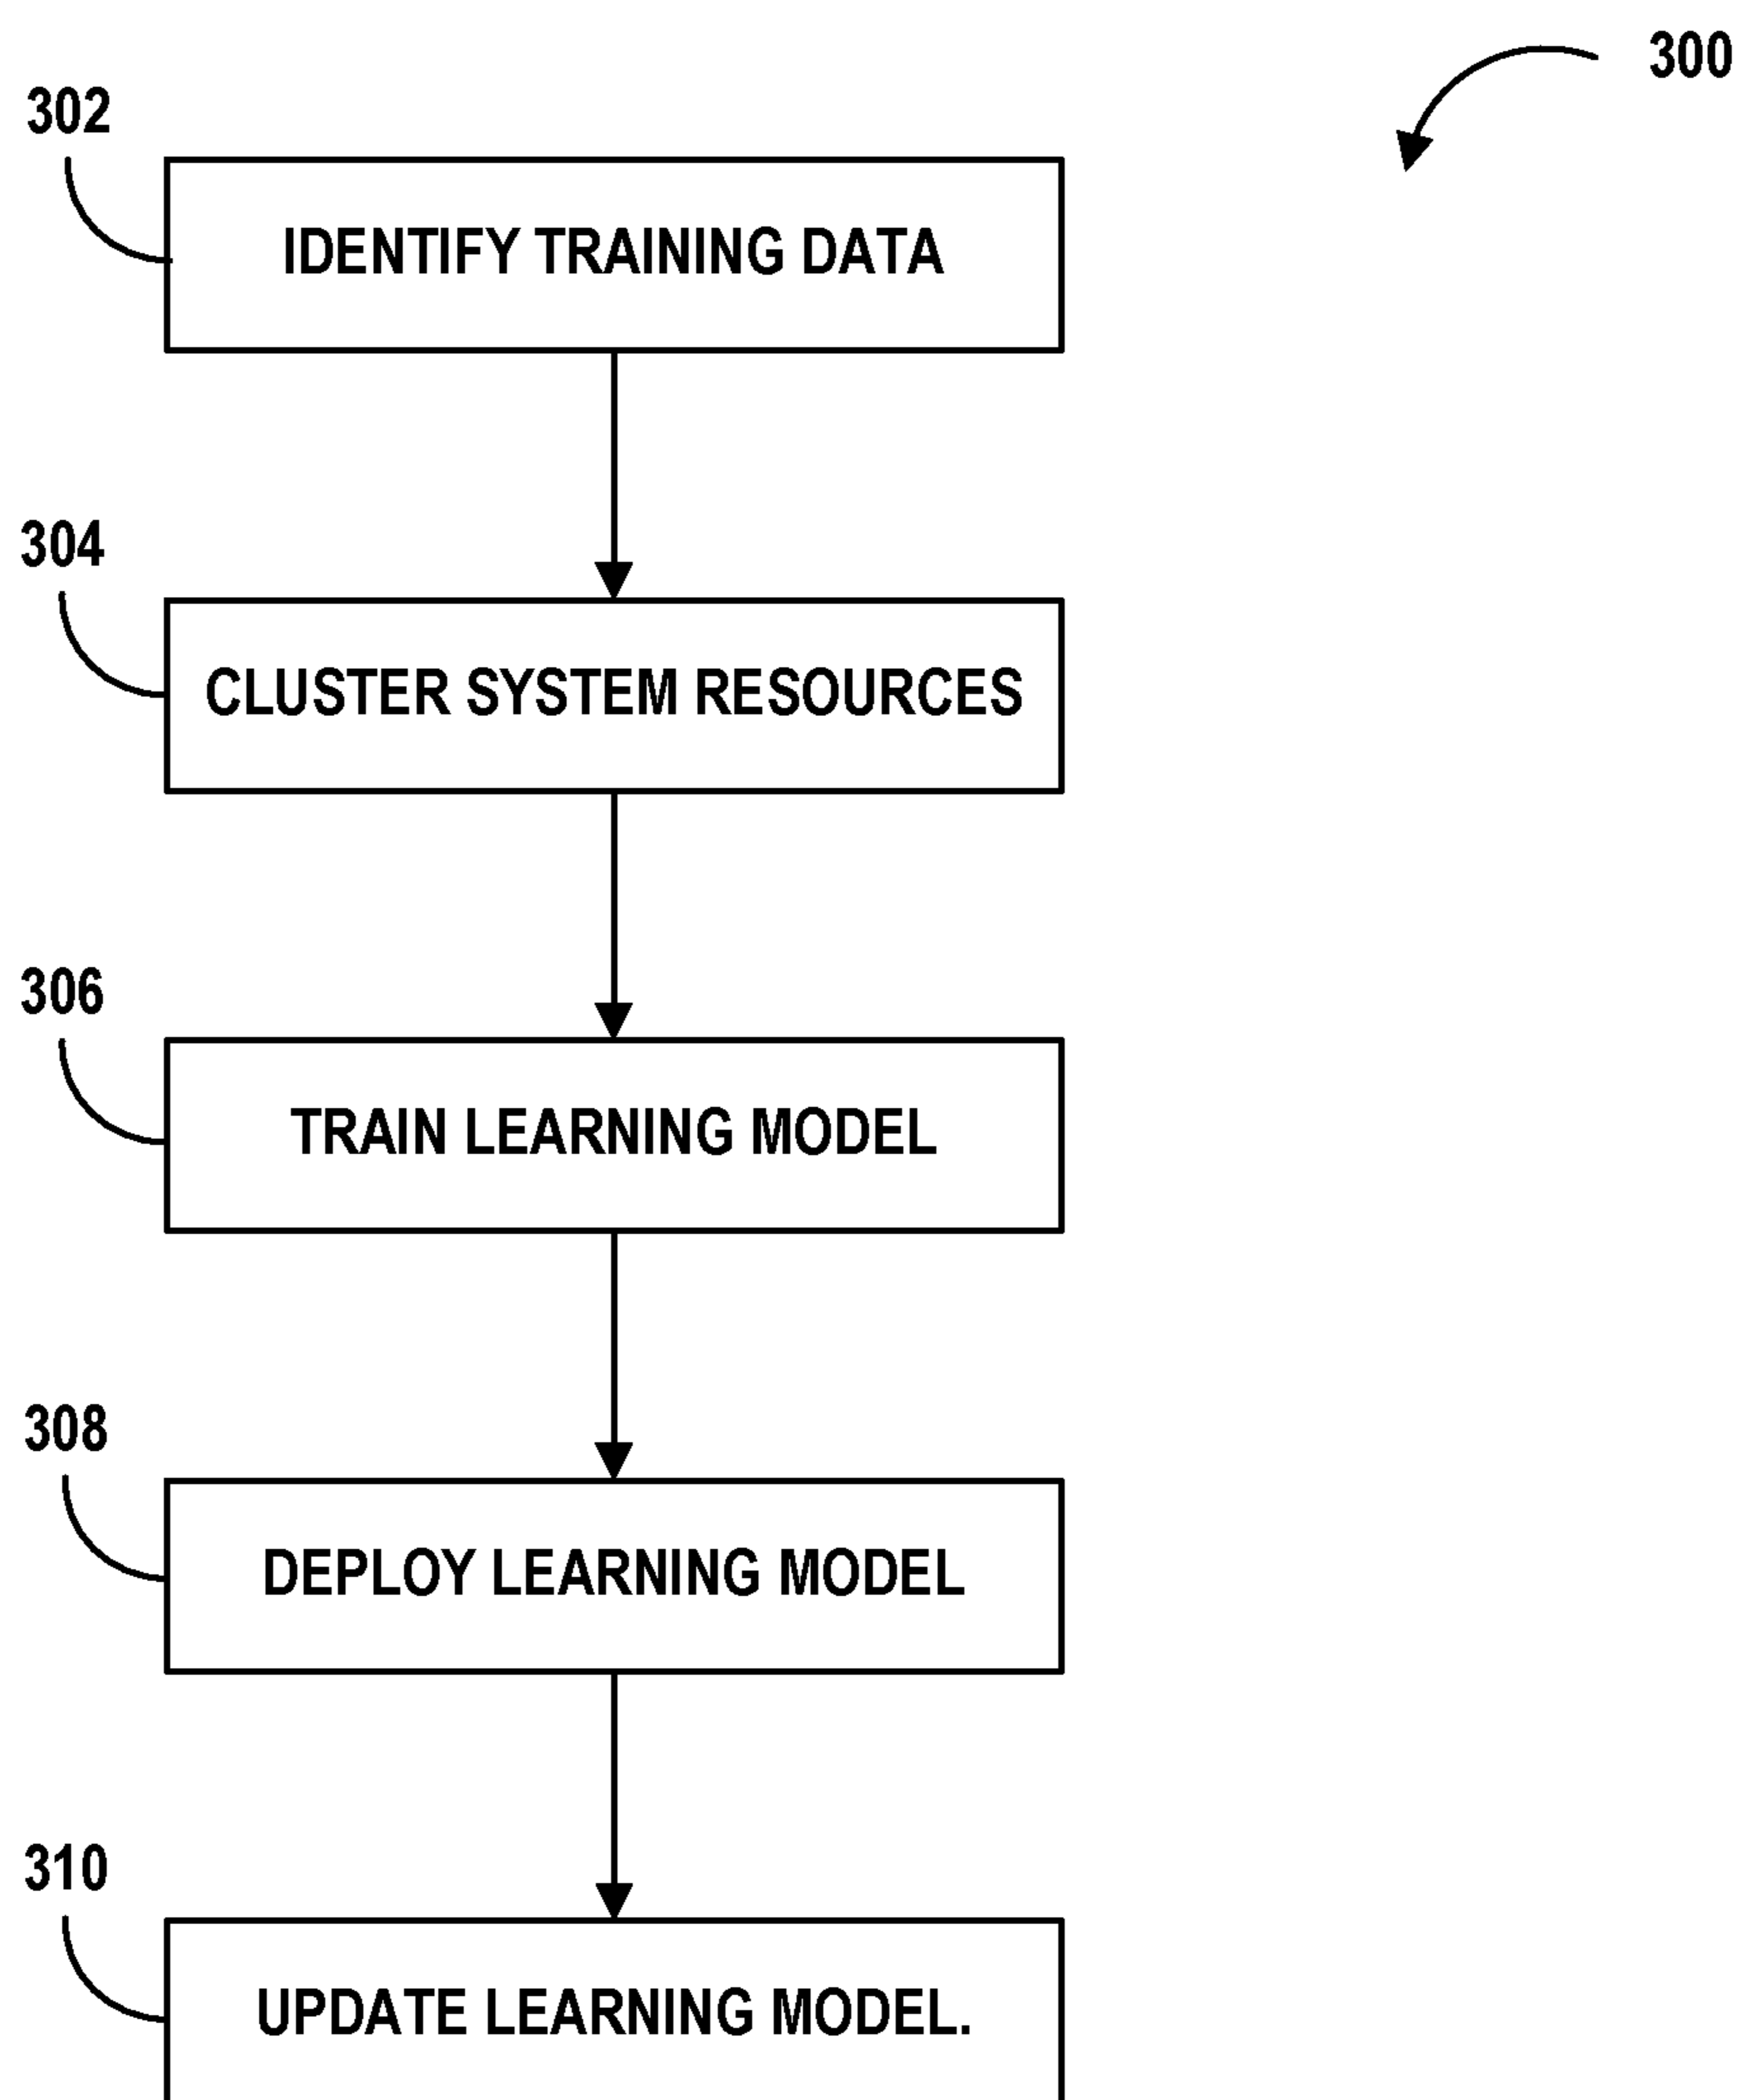 300
302
IDENTIFY TRAINING DATA
304
CLUSTER SYSTEM RESOURCES
306
TRAIN LEARNING MODEL
308
DEPLOY LEARNING MODEL
310
UPDATE LEARNING MODEL.